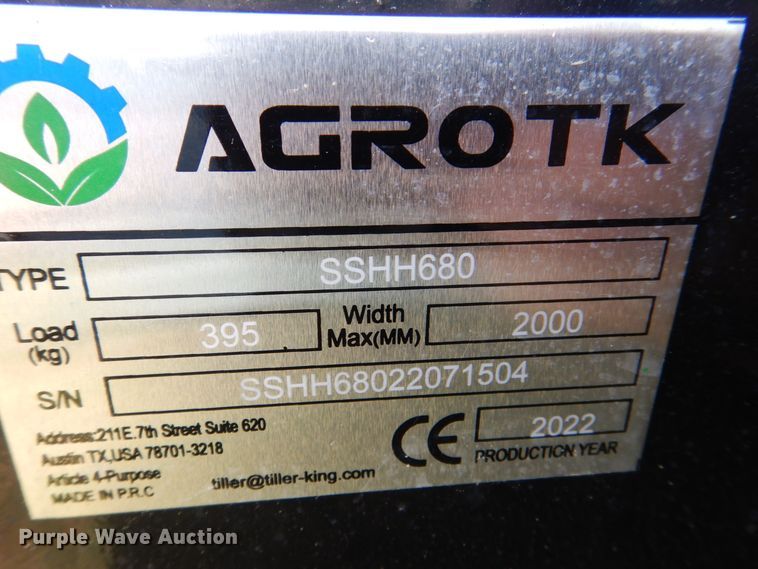 AGROTK
TYPE SSHH680
Load (kg) 395 Width Max(MM) 2000
S/N SSHH68022071504
Address:211E.7th Street Suite 620
Austin TX,USA 78701-3218
Article 4-Purpose
MADE IN P.R.C
tiller@tiller-king.com
CE
2022
PRODUCTION YEAR
Purple Wave Auction